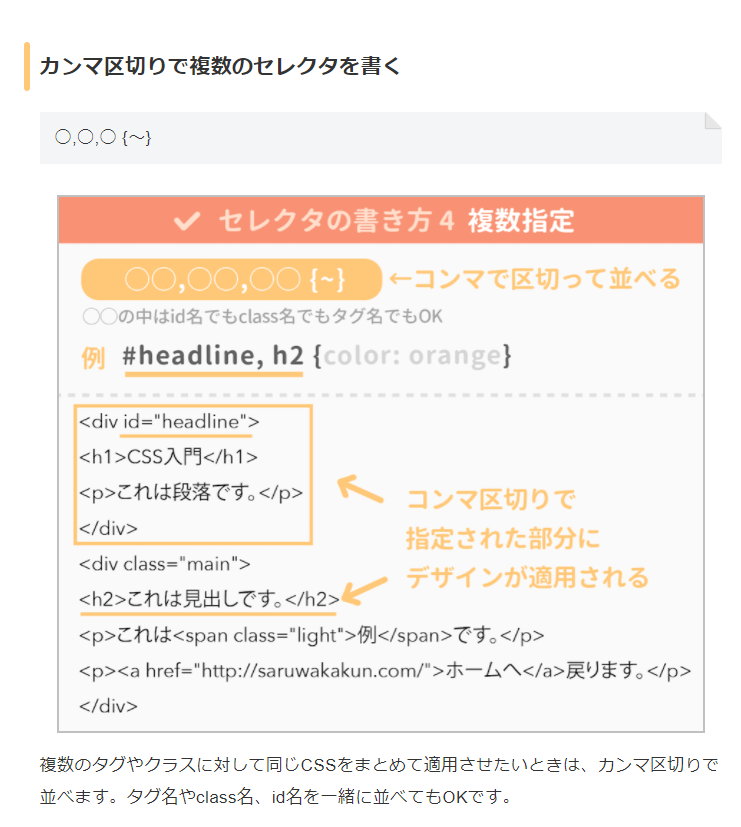 カンマ区切りで複数のセレクタを書く
〇,〇,〇 {〜}
セレクタの書き方４ 複数指定
〇〇,〇〇,〇〇 {~} ←コンマで区切って並べる
〇〇の中はid名でもclass名でもタグ名でもOK
例 #headline, h2 {color: orange}
<div id="headline">
<h1>CSS入門</h1>
<p>これは段落です。</p>
</div>
<div class="main">
<h2>これは見出しです。</h2>
<p>これは<span class="light">例</span>です。</p>
<p><a href="http://saruwakakun.com/">ホームへ</a>戻ります。</p>
</div>
コンマ区切りで
指定された部分に
デザインが適用される
複数のタグやクラスに対して同じCSSをまとめて適用させたいときは、カンマ区切りで
並べます。タグ名やclass名、id名を一緒に並べてもOKです。